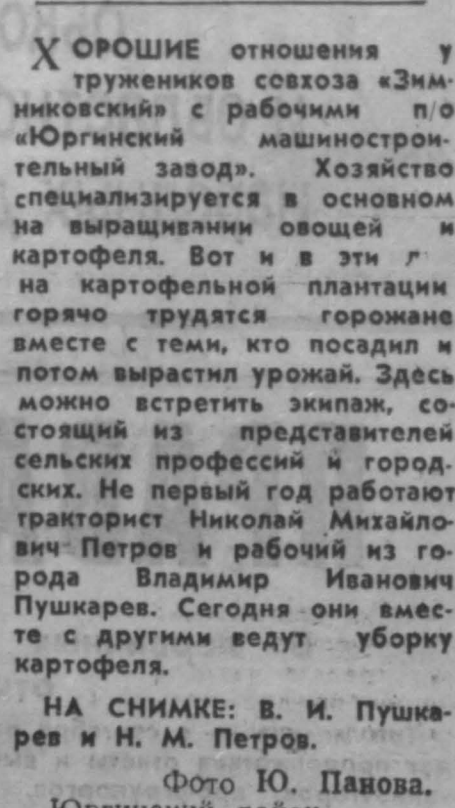 ХОРОШИЕ отношения у
тружеников совхоза «Зим-
никовский» с рабочими п/о
«Юргинский машинострои-
тельный завод». Хозяйство
специализируется в основном
на выращивании овощей и
картофеля. Вот и в эти
на картофельной плантации
горячо трудятся горожане
вместе с теми, кто посадил и
потом вырастил урожай. Здесь
можно встретить экипаж, со-
стоящий из представителей
сельских профессий и город-
ских. Не первый год работают
тракторист Николай Михайло-
вич Петров и рабочий из го-
рода Владимир Иванович
Пушкарев. Сегодня они вмес-
те с другими ведут уборку
картофеля.
НА СНИМКЕ: В. И. Пушка-
рев и Н. М. Петров.
Фото Ю. Панова.